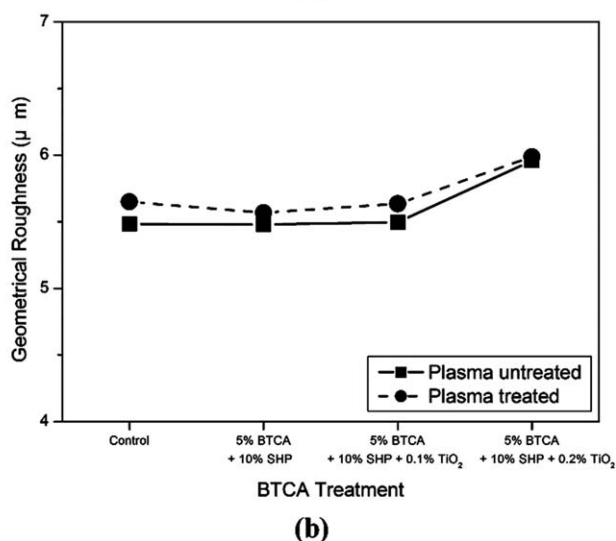 7
6
5
4
Geometrical Roughness (μ m)
Plasma untreated
Plasma treated
Control
5% BTCA
+ 10% SHP
5% BTCA
+ 10% SHP + 0.1% TiO₂
5% BTCA
+ 10% SHP + 0.2% TiO₂
BTCA Treatment
(b)